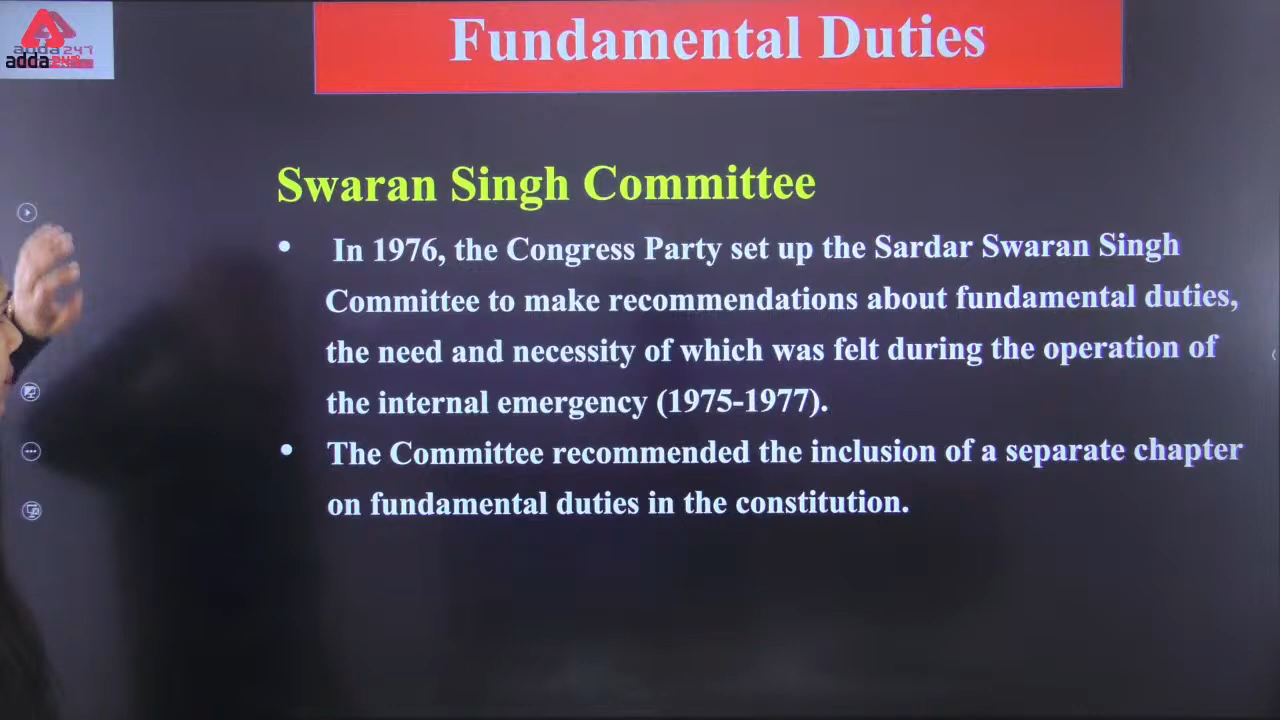 adda247
adda247
Fundamental Duties
Swaran Singh Committee
• In 1976, the Congress Party set up the Sardar Swaran Singh
Committee to make recommendations about fundamental duties,
the need and necessity of which was felt during the operation of
the internal emergency (1975-1977).
• The Committee recommended the inclusion of a separate chapter
on fundamental duties in the constitution.